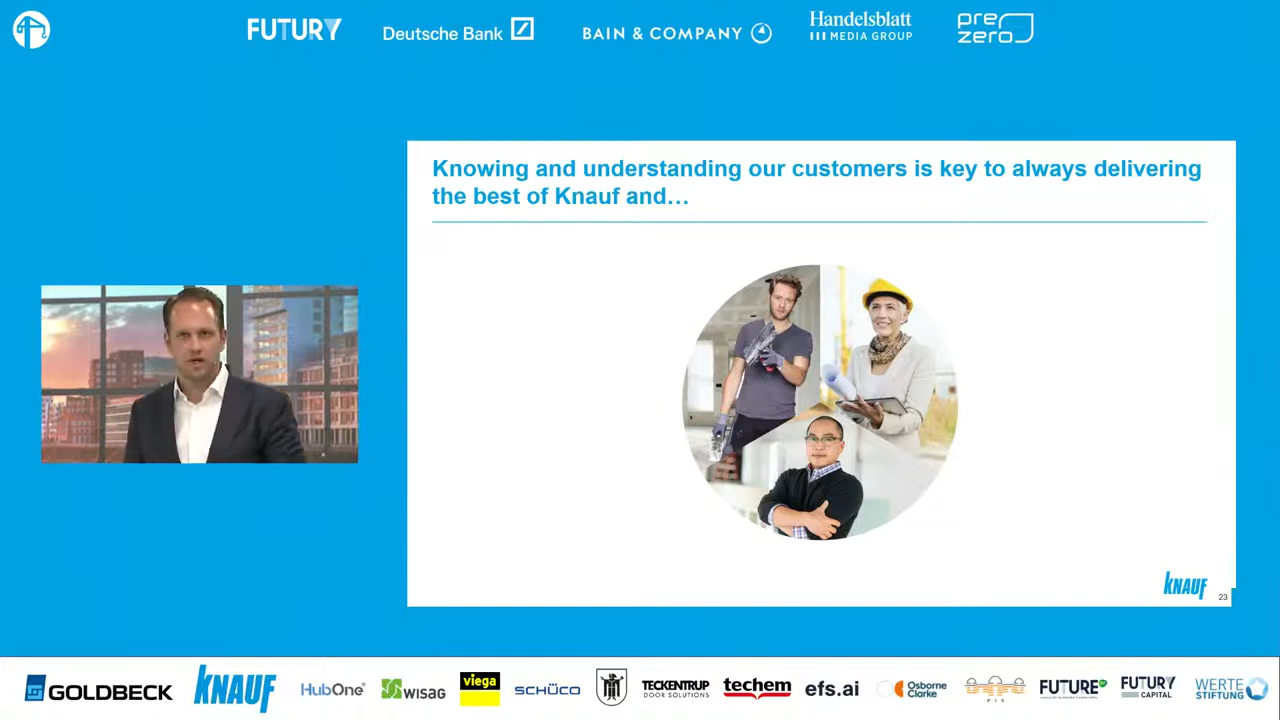 FUTURY
Deutsche Bank
BAIN & COMPANY
Handelsblatt
MEDIA GROUP
pre
zero
Knowing and understanding our customers is key to always delivering
the best of Knauf and…
KNAUF
23
GOLDBECK
KNAUF
HubOne
WISAG
viega
SCHÜCO
TECKENTRUP
DOOR SOLUTIONS
techem
efs.ai
Osborne
Clarke
FUTURE
FUTURY
CAPITAL
WERTE
STIFTUNG